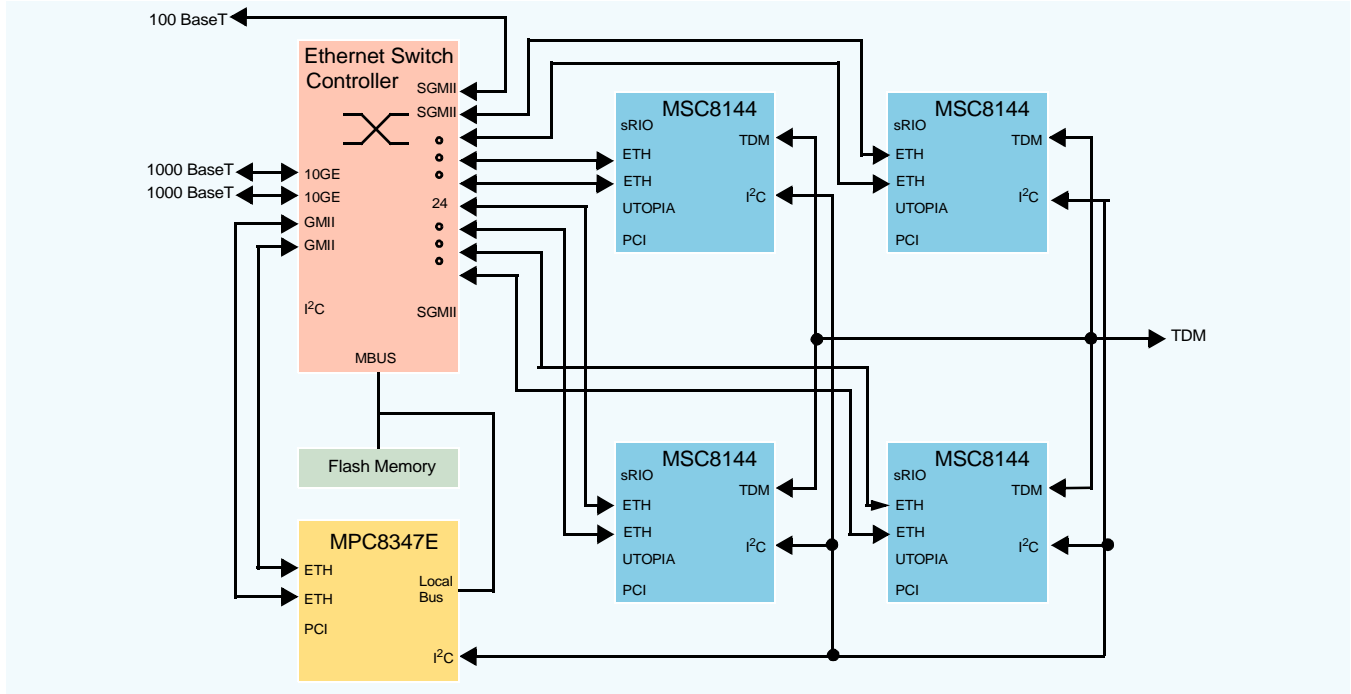 100 BaseT
Ethernet Switch
Controller
SGMII
SGMII
1000 BaseT
1000 BaseT
10GE
10GE
GMII
GMII
24
I²C
SGMII
MBUS
Flash Memory
MPC8347E
ETH
ETH
PCI
Local
Bus
I²C
MSC8144
sRIO
TDM
ETH
ETH
I²C
UTOPIA
PCI
MSC8144
sRIO
TDM
ETH
ETH
I²C
UTOPIA
PCI
TDM
MSC8144
sRIO
TDM
ETH
ETH
I²C
UTOPIA
PCI
MSC8144
sRIO
TDM
ETH
ETH
I²C
UTOPIA
PCI